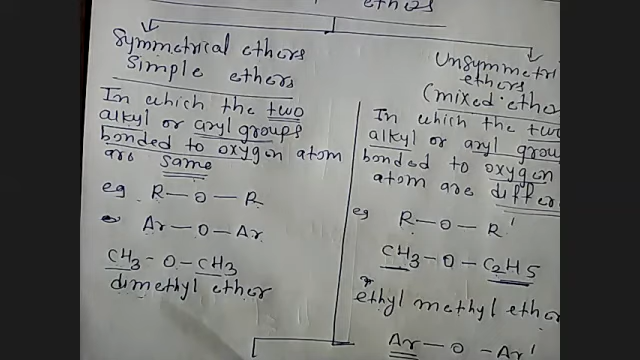 ethers
Symmetrical ethers
Simple ethers
In which the two
alkyl or aryl groups
bonded to oxygen atom
are same
eg R-O-R
Ar-O-Ar
CH3-O-CH3
dimethyl ether
Unsymmetri
ethers
(mixed ethe
In which the two
alkyl or aryl grou
bonded to oxygen
atom are differ
eg R-O-R'
CH3-O-C2H5
ethyl methyl ether
Ar-O-Ar'